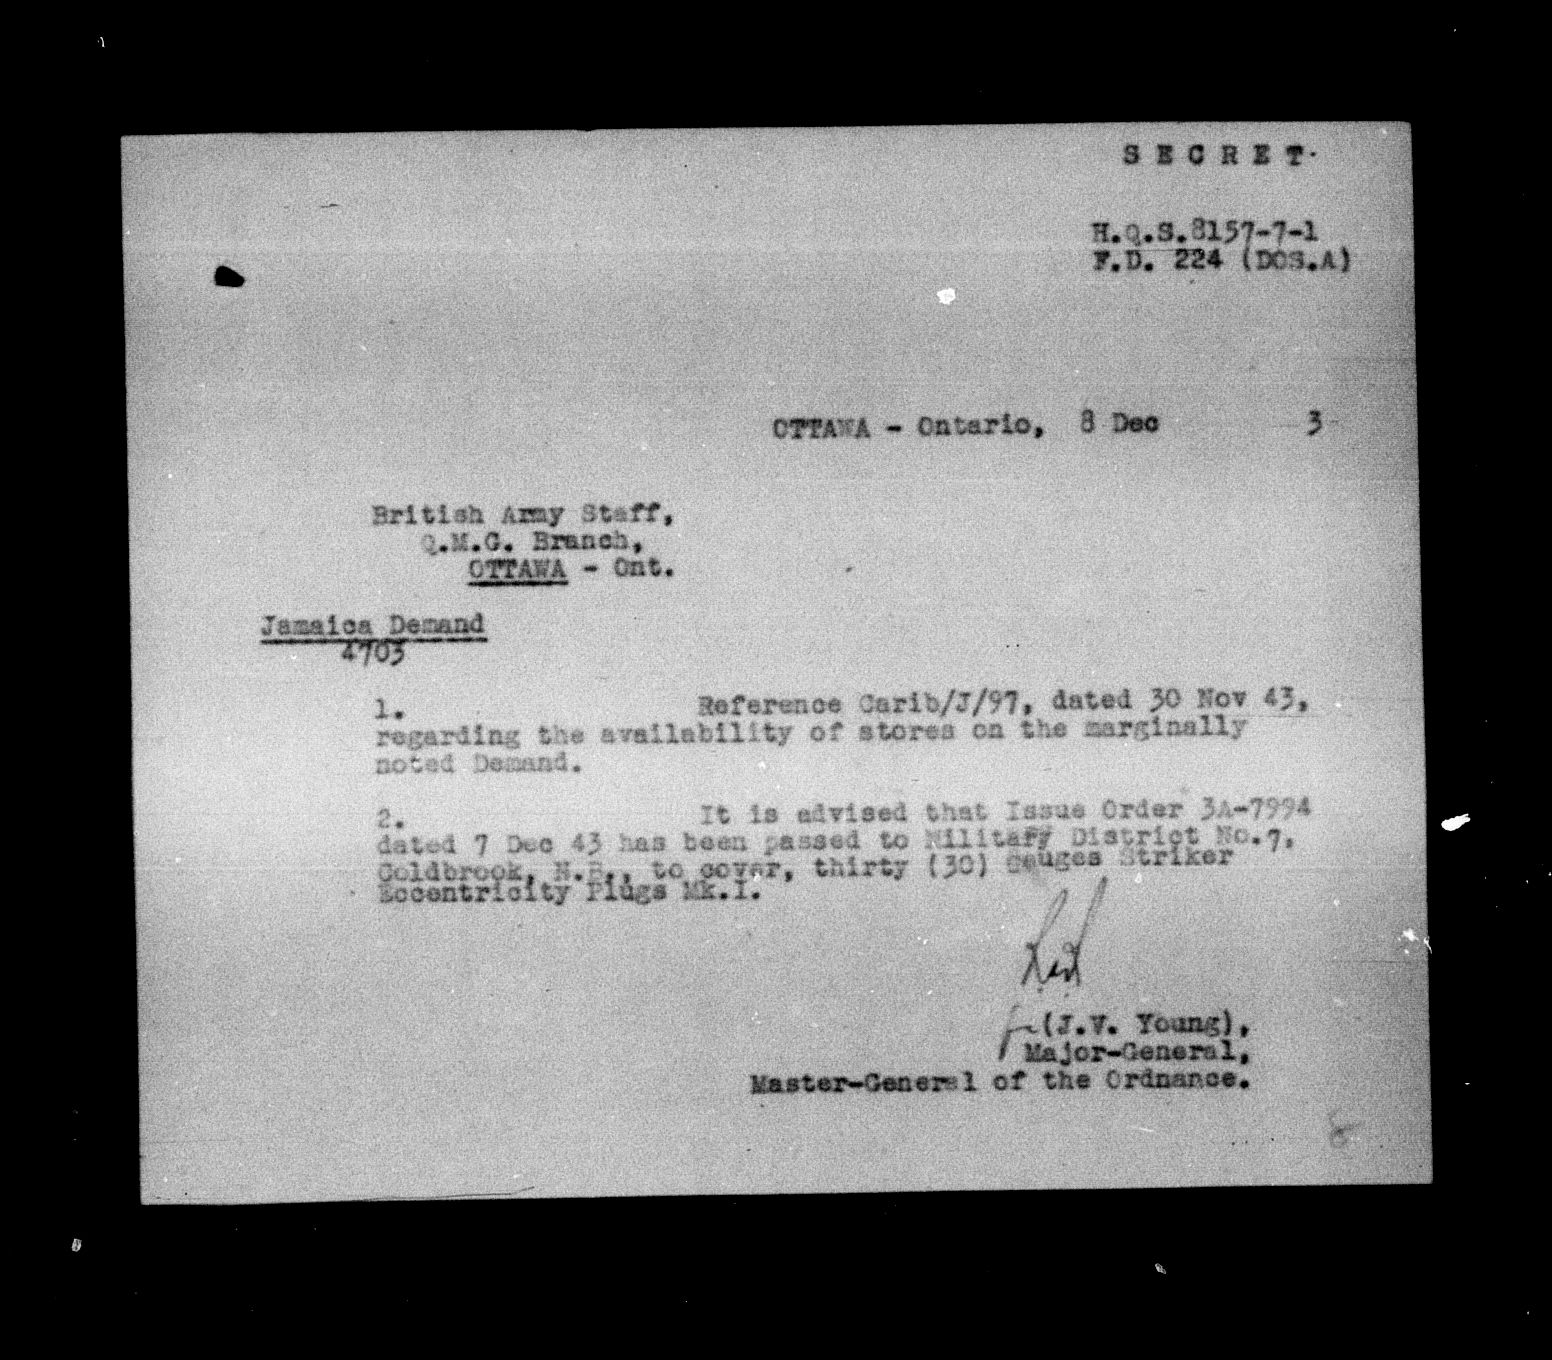 S E C R E T.
H.Q.S.8157-7-1
F.D. 224 (DOS.A)
OTTAWA - Ontario, 8 Dec 3
British Army Staff,
Q.M.G. Branch,
OTTAWA - Ont.
Jamaica Demand
4703
1. Reference Carib/J/97, dated 30 Nov 43,
regarding the availability of stores on the marginally
noted Demand.
2. It is advised that Issue Order 3A-7994
dated 7 Dec 43 has been passed to Military District No.7,
Coldbrook, N.B., to cover, thirty (30) Gauges Striker
Eccentricity Plugs Mk.I.
(J.V. Young),
Major-General,
Master-General of the Ordnance.